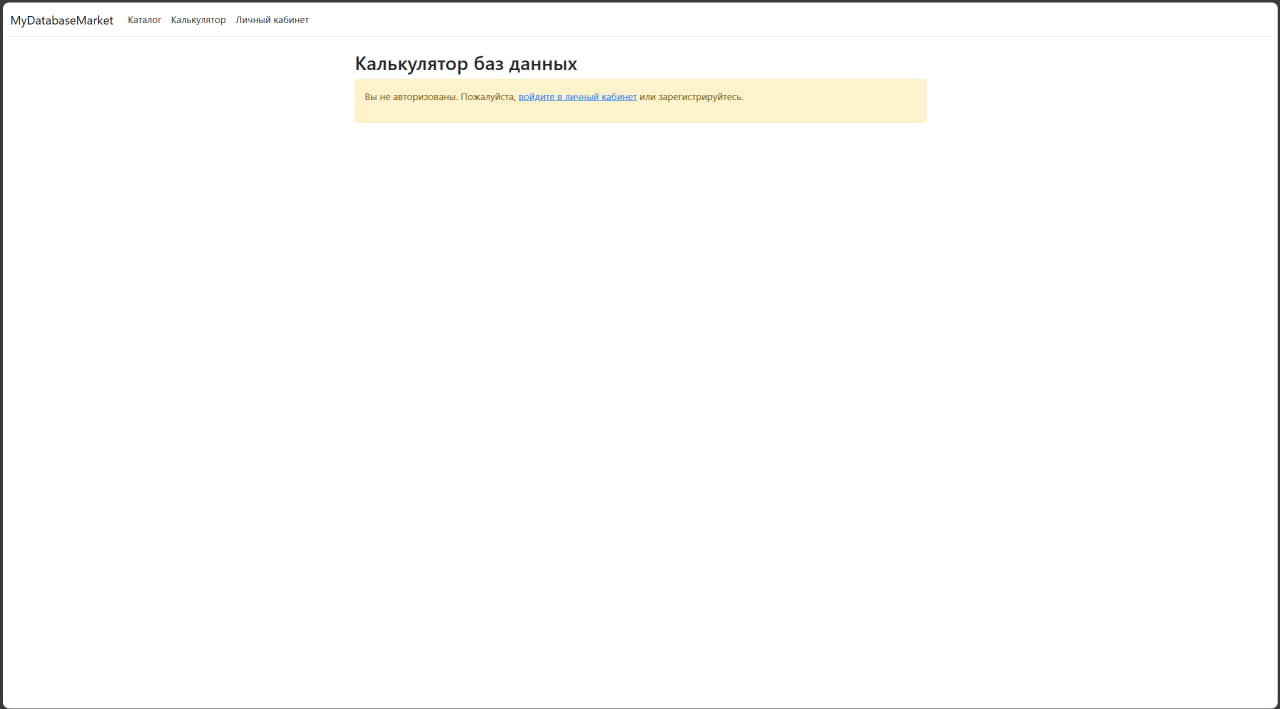 MyDatabaseMarket Каталог Калькулятор Личный кабинет
Калькулятор баз данных
Вы не авторизованы. Пожалуйста, войдите в личный кабинет или зарегистрируйтесь.